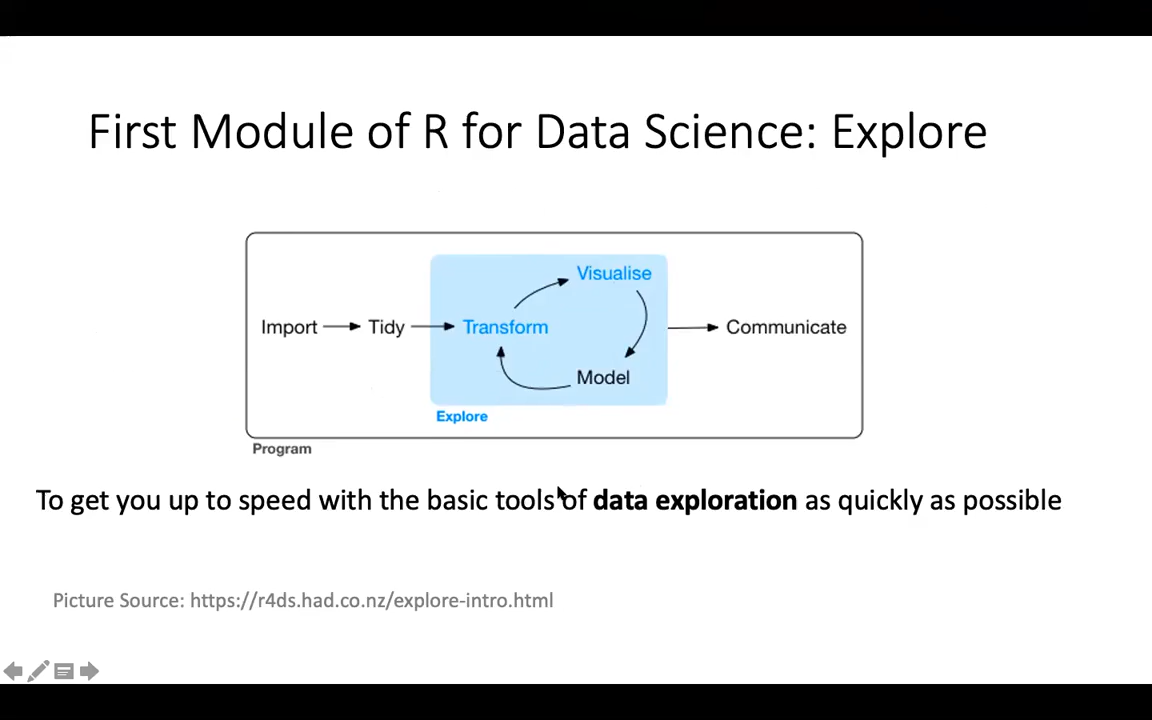 First Module of R for Data Science: Explore
Visualise
Import
Tidy
Transform
Communicate
Model
Explore
Program
To get you up to speed with the basic tools of data exploration as quickly as possible
Picture Source: https://r4ds.had.co.nz/explore-intro.html